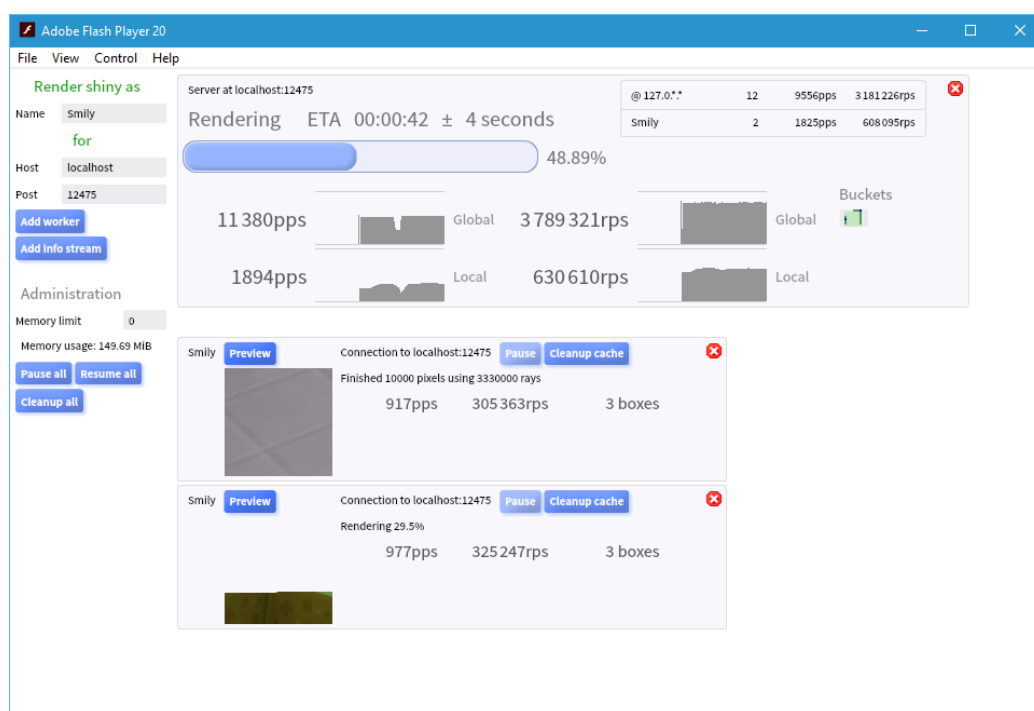 Adobe Flash Player 20
File View Control Help
Render shiny as
Name Smily
for
Host localhost
Post 12475
Add worker
Add info stream
Administration
Memory limit 0
Memory usage: 149.69 MiB
Pause all Resume all
Cleanup all
Server at localhost:12475
Rendering ETA 00:00:42 ± 4 seconds
48.89%
@ 127.0.*.* 12 9556pps 3 181 226rps
Smily 2 1825pps 608 095rps
11 380pps Global 3 789 321rps Global
Buckets
1894pps Local 630 610rps Local
Smily Preview Connection to localhost:12475 Pause Cleanup cache
Finished 10000 pixels using 3330000 rays
917pps 305 363rps 3 boxes
Smily Preview Connection to localhost:12475 Pause Cleanup cache
Rendering 29.5%
977pps 325 247rps 3 boxes